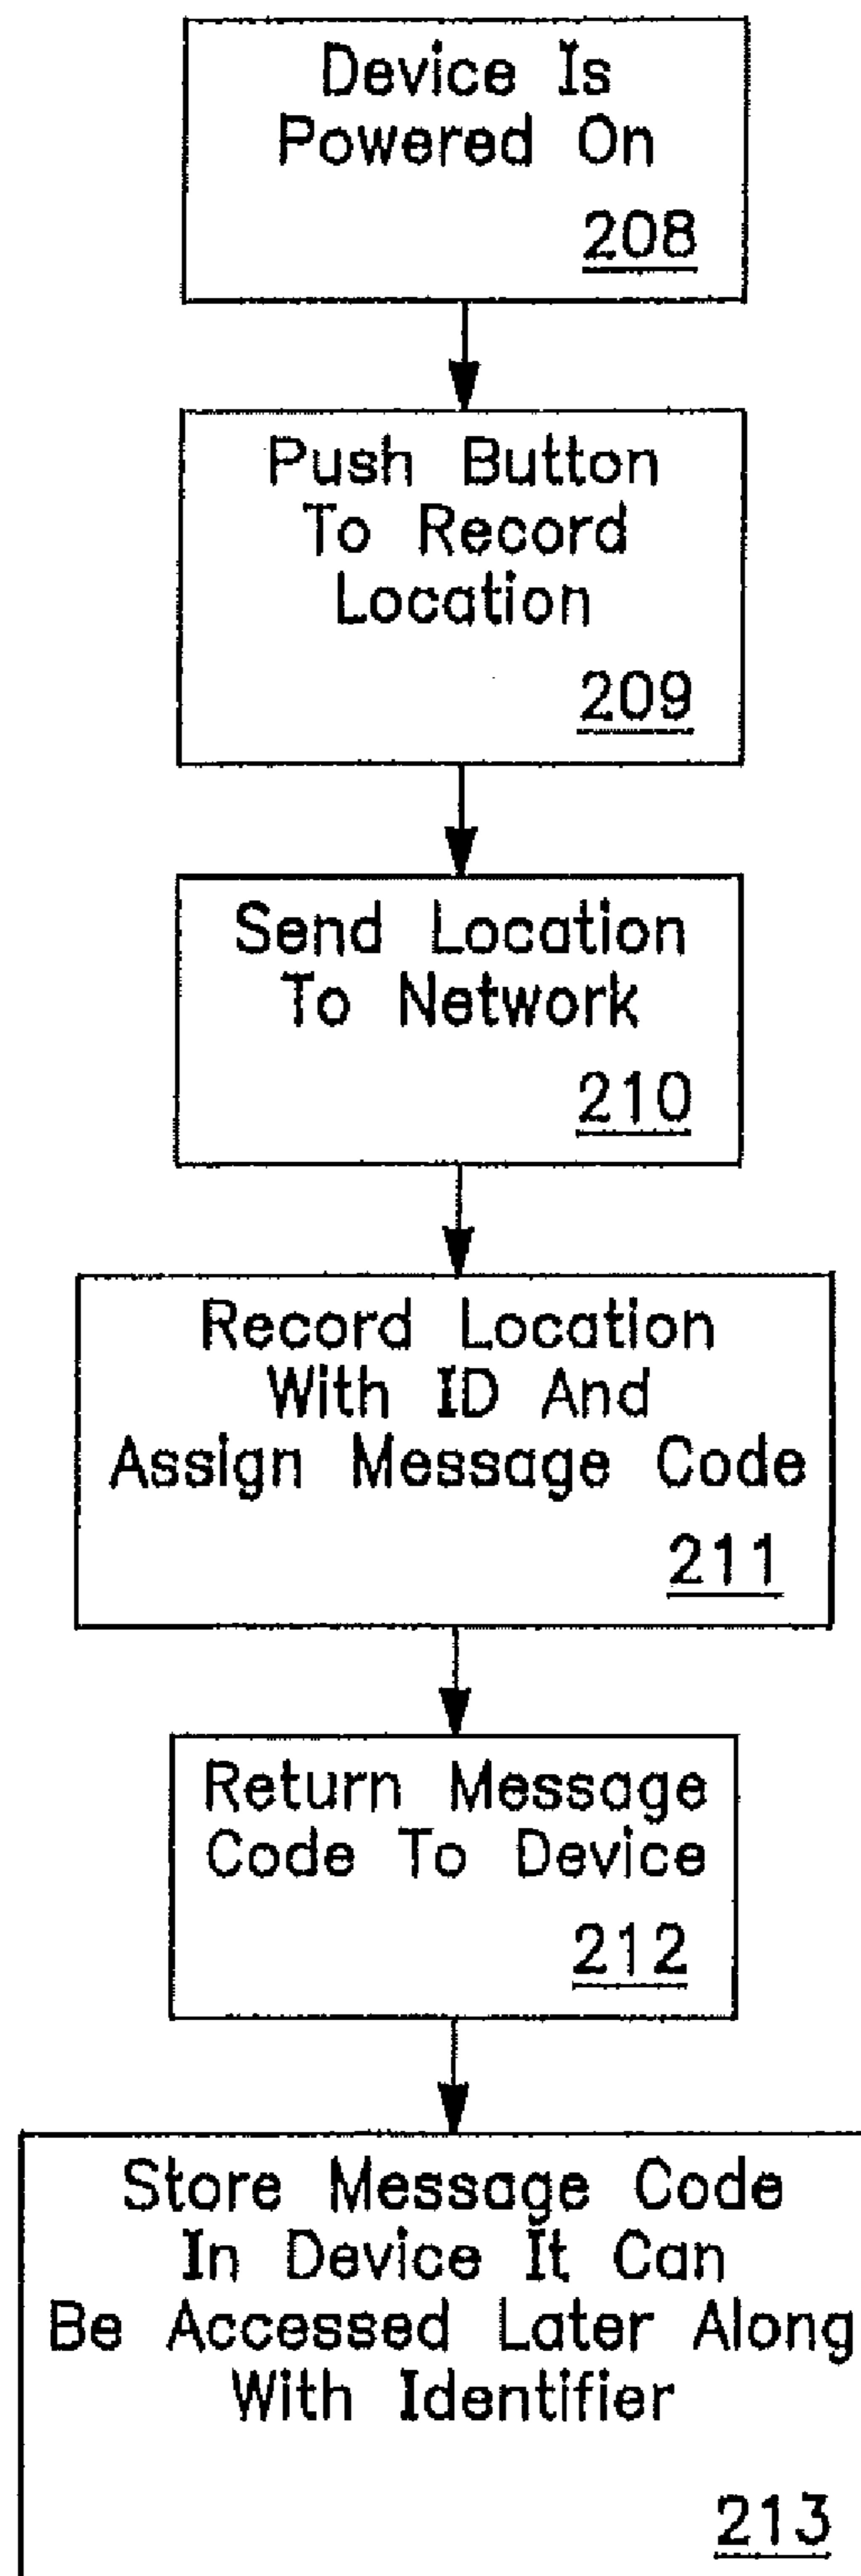 Device Is
Powered On
208
Push Button
To Record
Location
209
Send Location
To Network
210
Record Location
With ID And
Assign Message Code
211
Return Message
Code To Device
212
Store Message Code
In Device It Can
Be Accessed Later Along
With Identifier
213